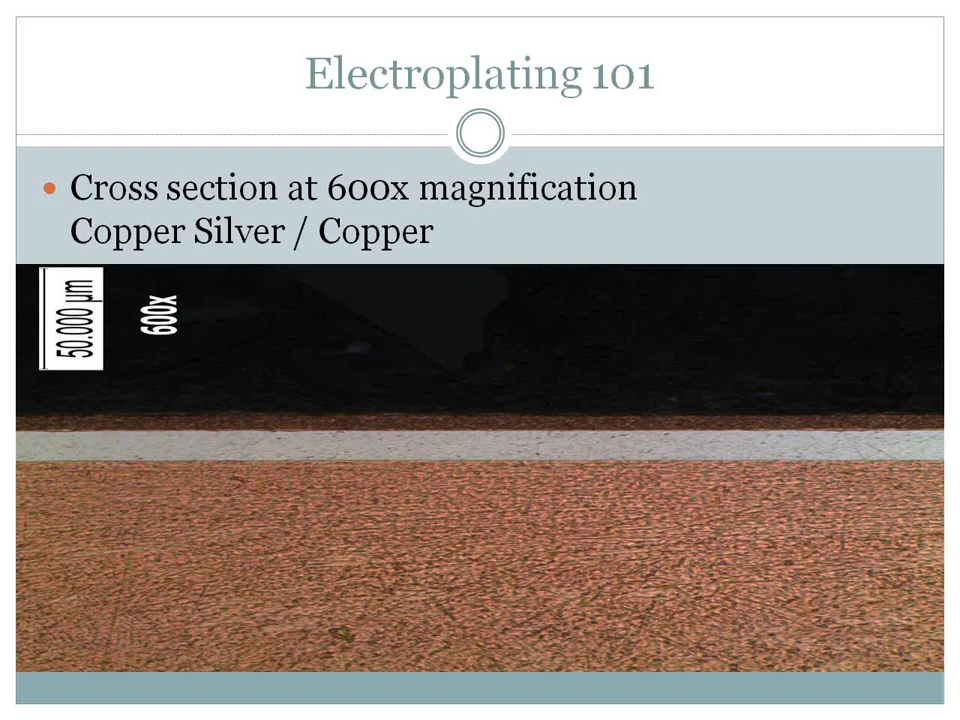 Electroplating 101
Cross section at 600x magnification
Copper Silver / Copper
50.000 µm
600x